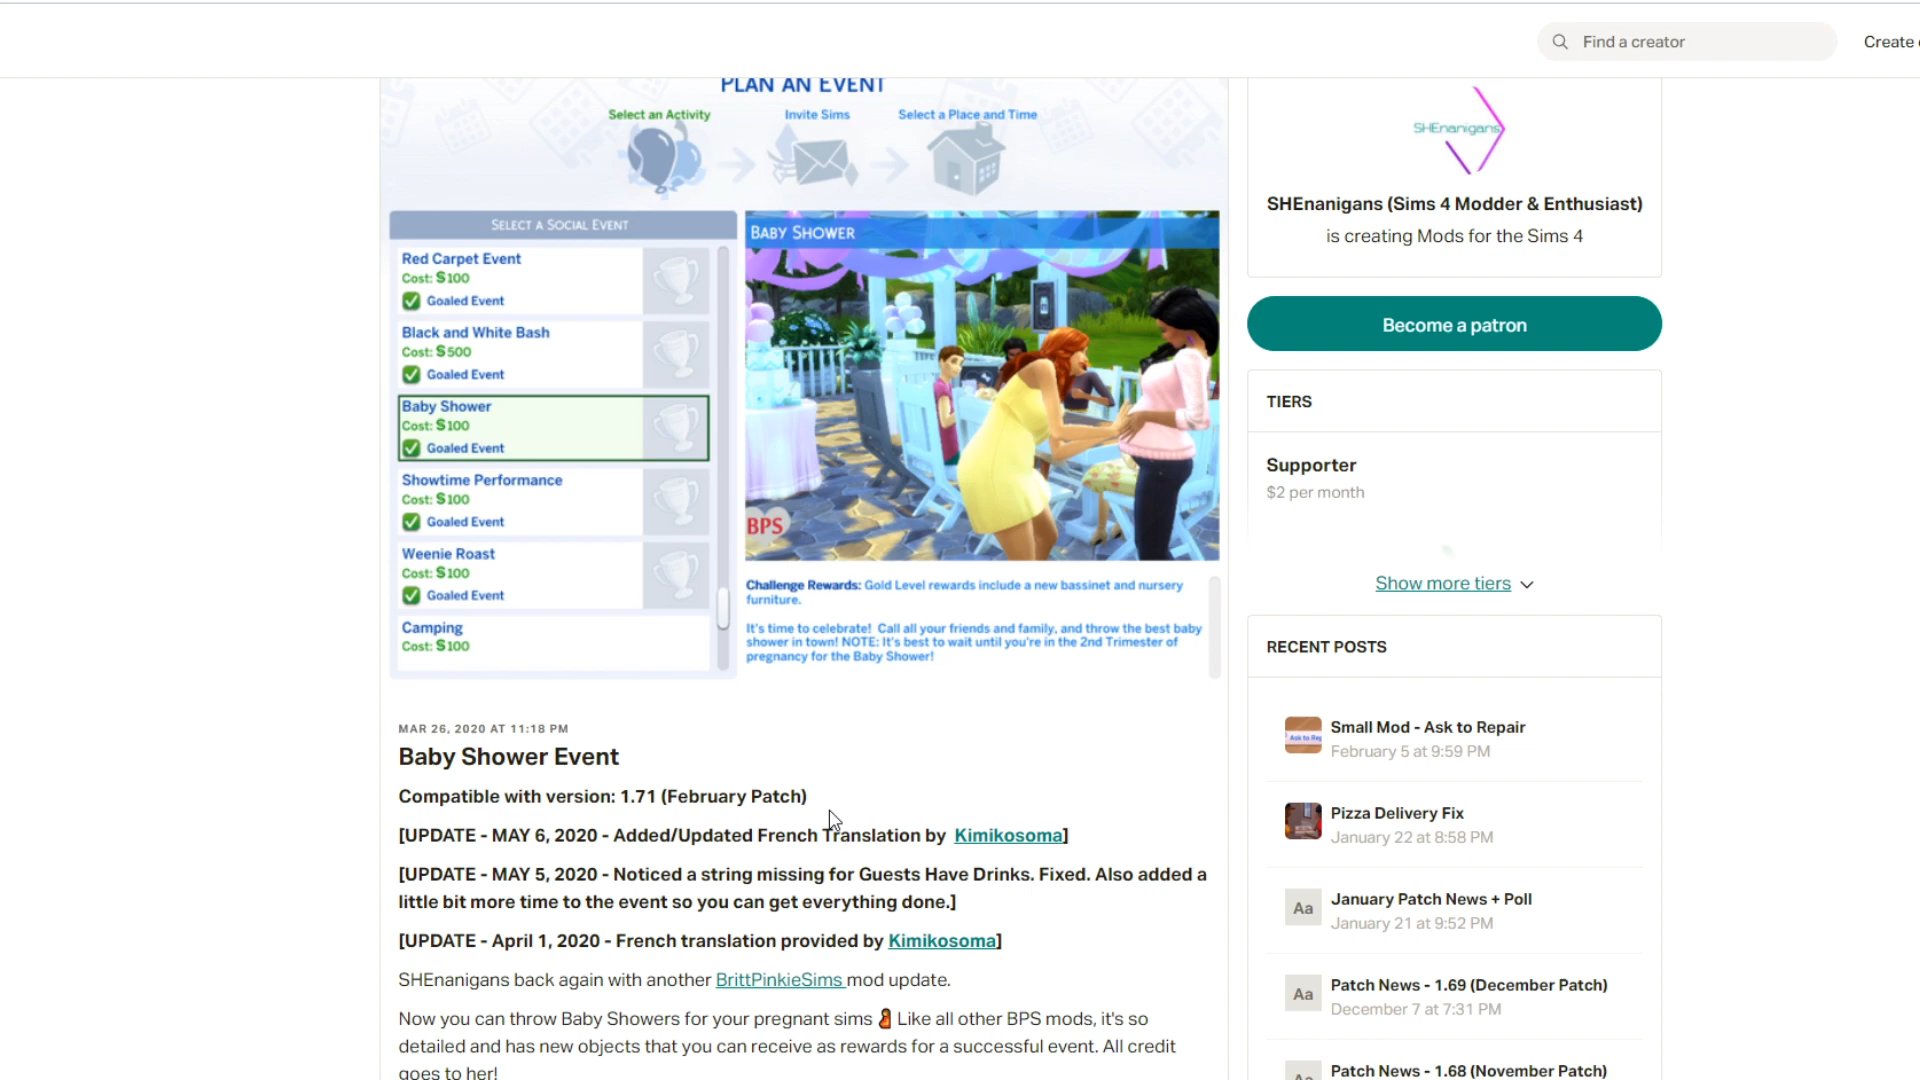 Find a creator
Create
PLAN AN EVENT
Select an Activity
Invite Sims
Select a Place and Time
SELECT A SOCIAL EVENT
Red Carpet Event
Cost: $100
Goaled Event
Black and White Bash
Cost: $500
Goaled Event
Baby Shower
Cost: $100
Goaled Event
Showtime Performance
Cost: $100
Goaled Event
Weenie Roast
Cost: $100
Goaled Event
Camping
Cost: $100
BABY SHOWER
BPS
Challenge Rewards: Gold Level rewards include a new bassinet and nursery
furniture.
It's time to celebrate! Call all your friends and family, and throw the best baby
shower in town! NOTE: It's best to wait until you're in the 2nd Trimester of
pregnancy for the Baby Shower!
MAR 26, 2020 AT 11:18 PM
Baby Shower Event
Compatible with version: 1.71 (February Patch)
[UPDATE - MAY 6, 2020 - Added/Updated French Translation by Kimikosoma]
[UPDATE - MAY 5, 2020 - Noticed a string missing for Guests Have Drinks. Fixed. Also added a
little bit more time to the event so you can get everything done.]
[UPDATE - April 1, 2020 - French translation provided by Kimikosoma]
SHEnanigans back again with another BrittPinkieSims mod update.
Now you can throw Baby Showers for your pregnant sims 🤰 Like all other BPS mods, it's so
detailed and has new objects that you can receive as rewards for a successful event. All credit
goes to her!
SHEnanigans
SHEnanigans (Sims 4 Modder & Enthusiast)
is creating Mods for the Sims 4
Become a patron
TIERS
Supporter
$2 per month
Show more tiers
RECENT POSTS
Small Mod - Ask to Repair
February 5 at 9:59 PM
Pizza Delivery Fix
January 22 at 8:58 PM
Aa
January Patch News + Poll
January 21 at 9:52 PM
Aa
Patch News - 1.69 (December Patch)
December 7 at 7:31 PM
Patch News - 1.68 (November Patch)